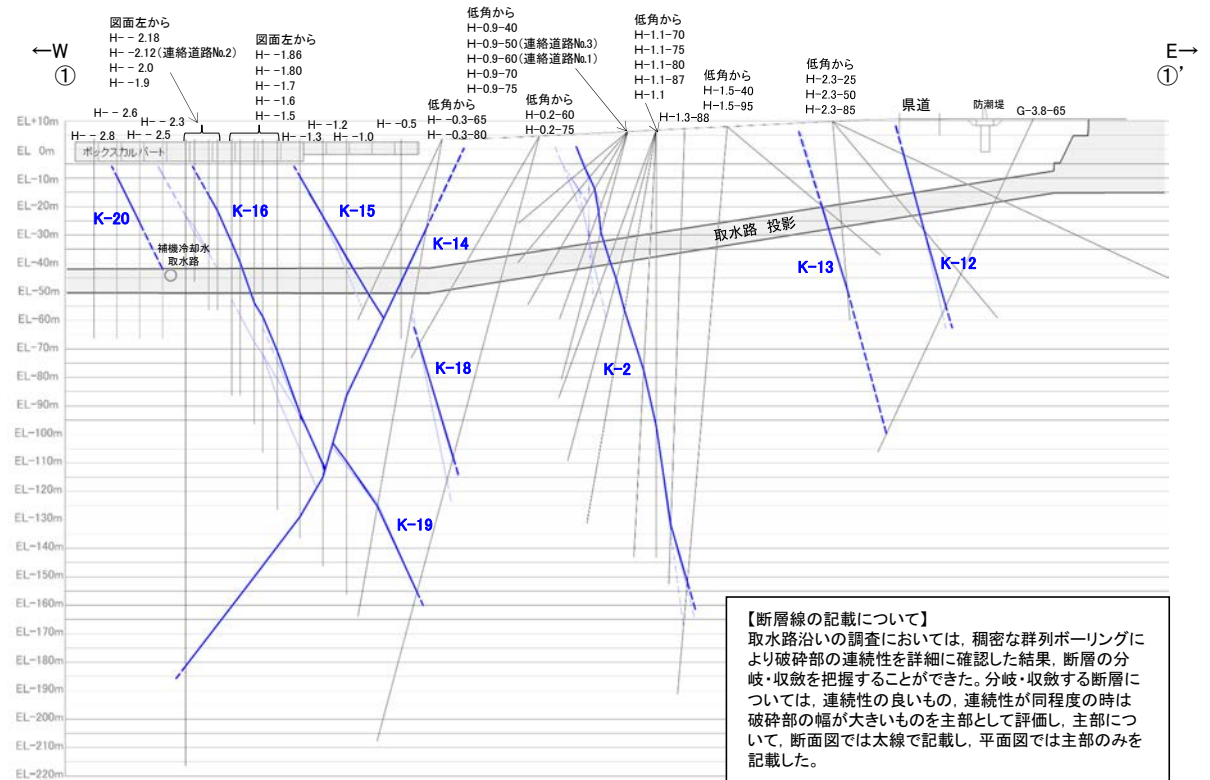 ←W
①
図面左から
H-－2.18
H-－2.12(連絡道路No.2)
H-－2.0
H-－1.9
図面左から
H-－1.86
H-－1.80
H-－1.7
H-－1.6
H-－1.5
低角から
H-0.9-40
H-0.9-50(連絡道路No.3)
H-0.9-60(連絡道路No.1)
H-0.9-70
H-0.9-75
低角から
H-1.1-70
H-1.1-75
H-1.1-80
H-1.1-87
H-1.1
低角から
H-1.5-40
H-1.5-95
低角から
H-2.3-25
H-2.3-50
H-2.3-85
E→
①’
H-－2.6
H-－2.8
H-－2.3
H-－2.5
H-－1.2
H-－1.3
H-－1.0
H-－0.5
低角から
H-－0.3-65
H-－0.3-80
低角から
H-0.2-60
H-0.2-75
H-1.3-88
県道
防潮堤
G-3.8-65
EL+10m
EL 0m
EL-10m
EL-20m
EL-30m
EL-40m
EL-50m
EL-60m
EL-70m
EL-80m
EL-90m
EL-100m
EL-110m
EL-120m
EL-130m
EL-140m
EL-150m
EL-160m
EL-170m
EL-180m
EL-190m
EL-200m
EL-210m
EL-220m
ボックスカルバート
K-20
K-16
K-15
K-14
補機冷却水
取水路
取水路 投影
K-13
K-12
K-18
K-2
K-19
【断層線の記載について】
取水路沿いの調査においては，稠密な群列ボーリングに
より破砕部の連続性を詳細に確認した結果，断層の分
岐・収斂を把握することができた。分岐・収斂する断層に
ついては，連続性の良いもの，連続性が同程度の時は
破砕部の幅が大きいものを主部として評価し，主部につ
いて，断面図では太線で記載し，平面図では主部のみを
記載した。